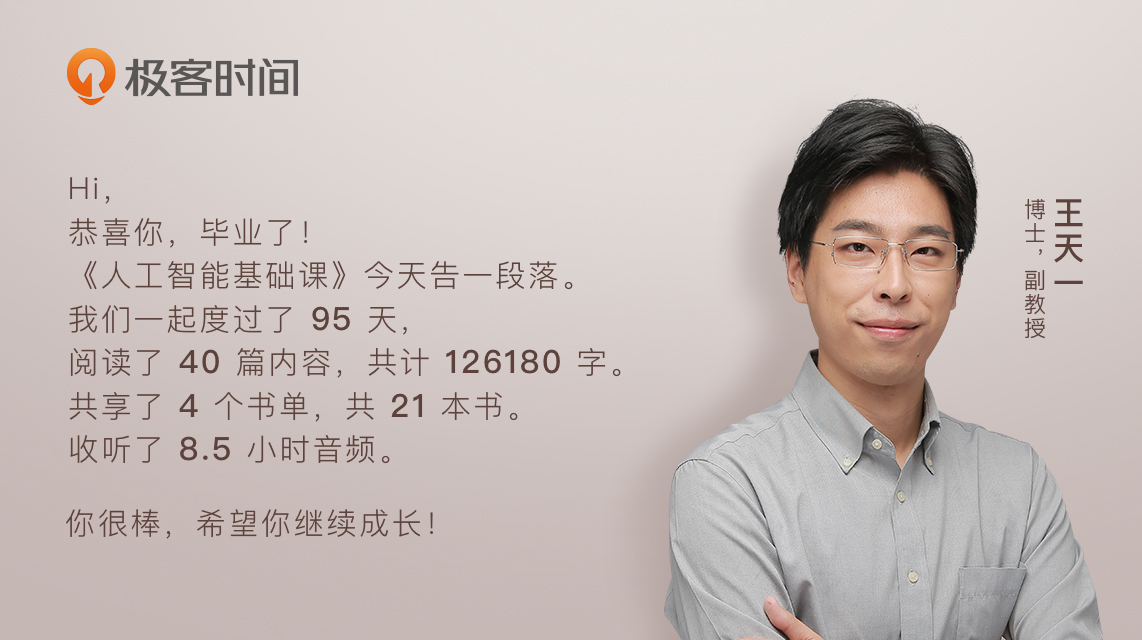 极客时间
Hi,
恭喜你，毕业了！
《人工智能基础课》今天告一段落。
我们一起度过了 95 天，
阅读了 40 篇内容，共计 126180 字。
共享了 4 个书单，共 21 本书。
收听了 8.5 小时音频。
你很棒，希望你继续成长！
王天一
博士，副教授